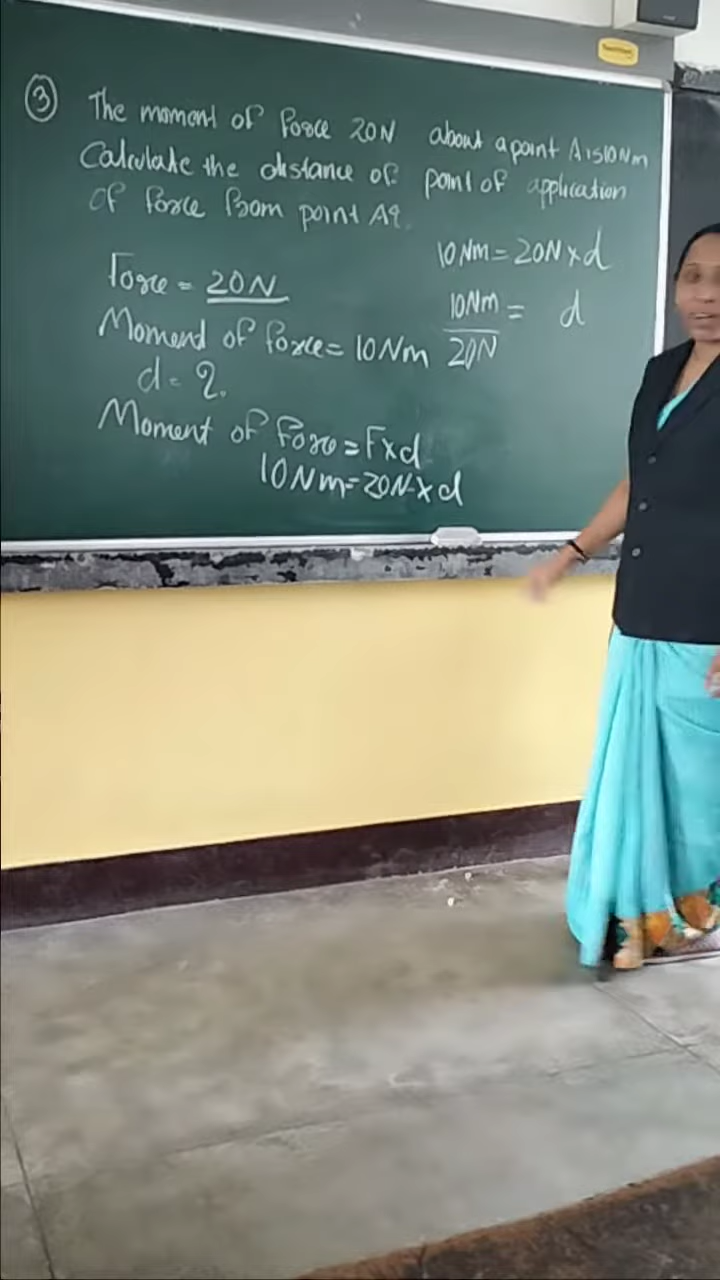 ③ The moment of Force 20N about a point A is 10Nm
Calculate the distance of point of application
of force from point A?
Force = 20N
Moment of force = 10Nm
d = ?
Moment of Force = F×d
10Nm = 20N×d
10Nm = 20N×d
10Nm/20N = d